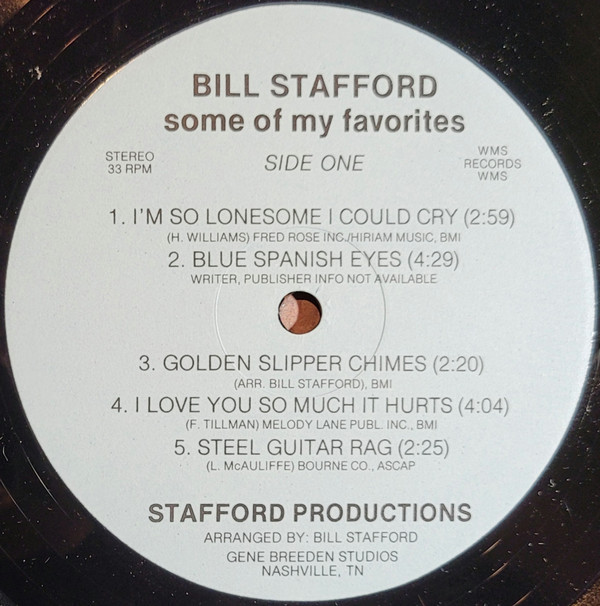 BILL STAFFORD
some of my favorites
STEREO
33 RPM
SIDE ONE
WMS
RECORDS
WMS
1. I'M SO LONESOME I COULD CRY (2:59)
(H. WILLIAMS) FRED ROSE INC./HIRIAM MUSIC, BMI
2. BLUE SPANISH EYES (4:29)
WRITER, PUBLISHER INFO NOT AVAILABLE
3. GOLDEN SLIPPER CHIMES (2:20)
(ARR. BILL STAFFORD), BMI
4. I LOVE YOU SO MUCH IT HURTS (4:04)
(F. TILLMAN) MELODY LANE PUBL. INC., BMI
5. STEEL GUITAR RAG (2:25)
(L. McAULIFFE) BOURNE CO., ASCAP
STAFFORD PRODUCTIONS
ARRANGED BY: BILL STAFFORD
GENE BREEDEN STUDIOS
NASHVILLE, TN